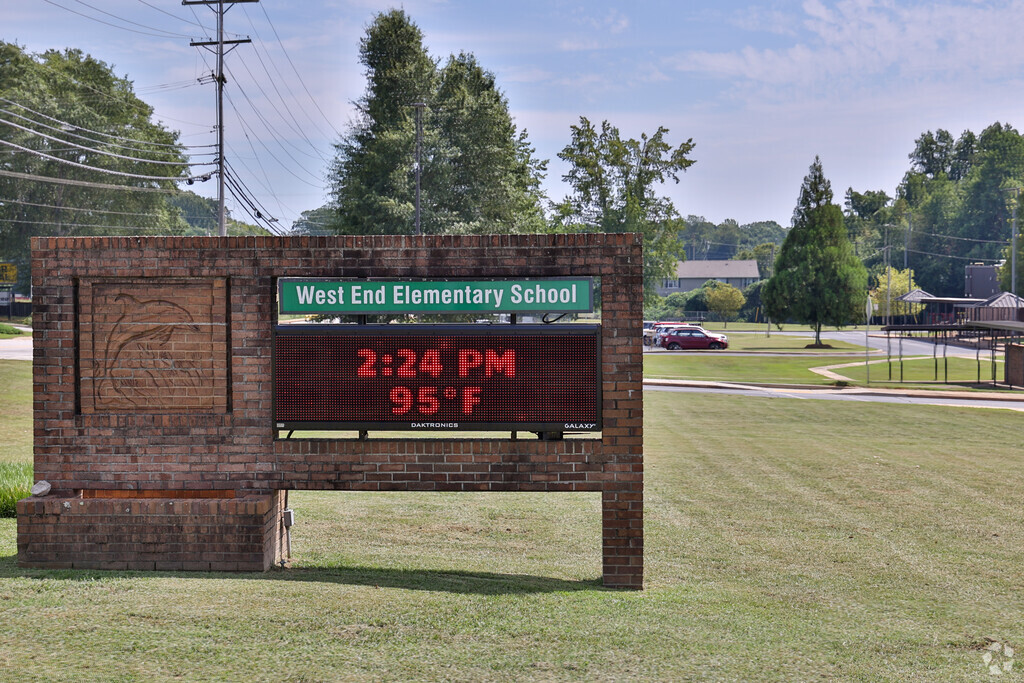 West End Elementary School
2:24 PM
95°F
DAKTRONICS GALAXY